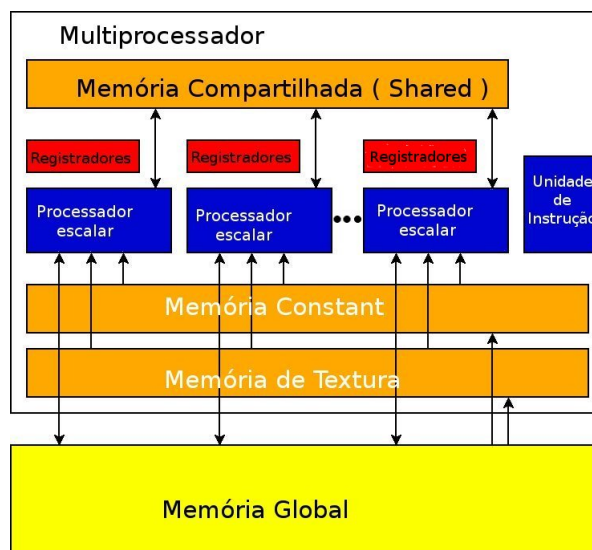 Multiprocessador
Memória Compartilhada ( Shared )
Registradores
Registradores
Registradores
Processador
escalar
Processador
escalar
Processador
escalar
Unidade
de
Instrução
Memória Constant
Memória de Textura
Memória Global